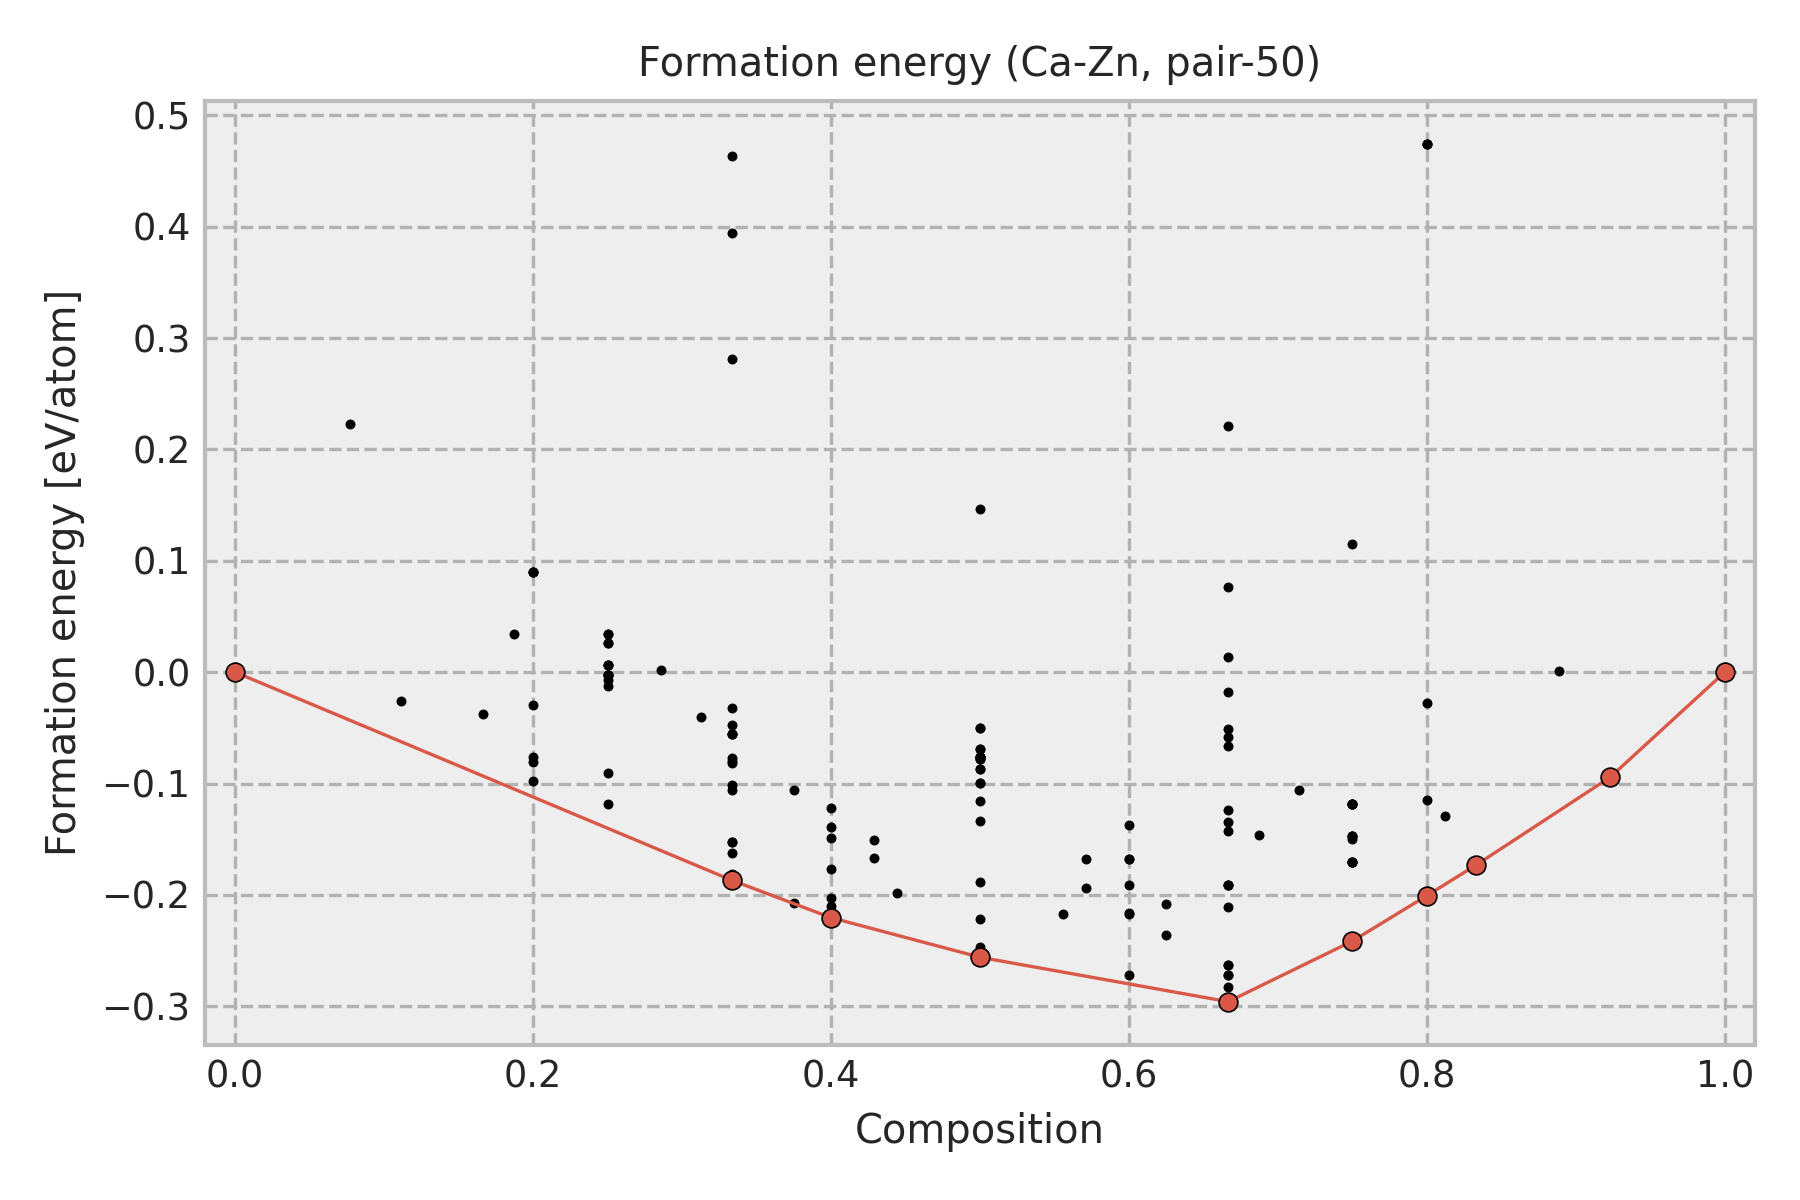 Formation energy (Ca-Zn, pair-50)
Formation energy [eV/atom]
0.5
0.4
0.3
0.2
0.1
0.0
−0.1
−0.2
−0.3
0.0 0.2 0.4 0.6 0.8 1.0
Composition